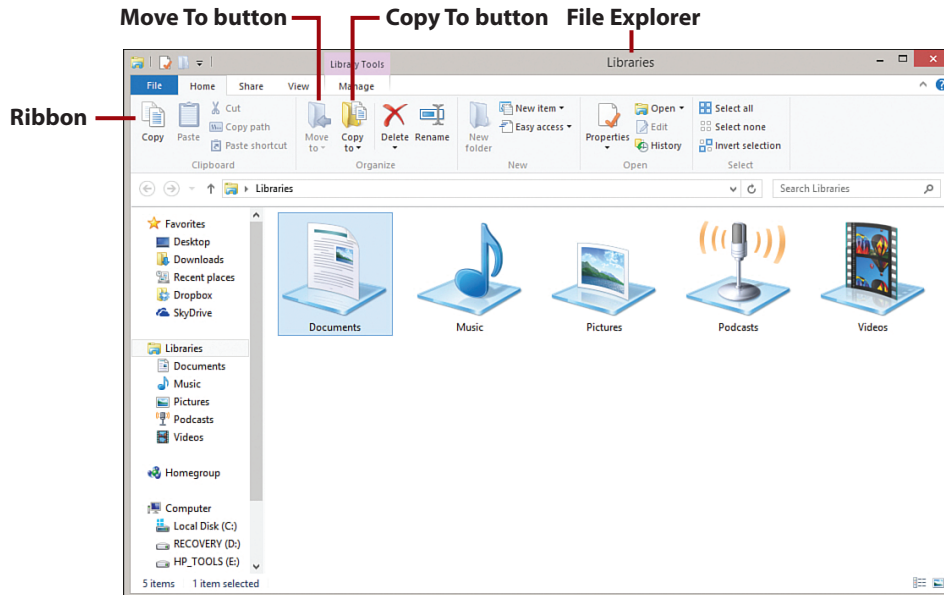 Move To button
Copy To button
File Explorer
Ribbon
Library Tools
Libraries
File Home Share View Manage
Copy
Paste
Cut
Copy path
Paste shortcut
Clipboard
Move to
Copy to
Delete
Rename
Organize
New folder
New item
Easy access
New
Properties
Open
Edit
History
Open
Select all
Select none
Invert selection
Select
Libraries
Search Libraries
Favorites
Desktop
Downloads
Recent places
Dropbox
SkyDrive
Libraries
Documents
Music
Pictures
Podcasts
Videos
Homegroup
Computer
Local Disk (C:)
RECOVERY (D:)
HP_TOOLS (E:)
Documents
Music
Pictures
Podcasts
Videos
5 items 1 item selected